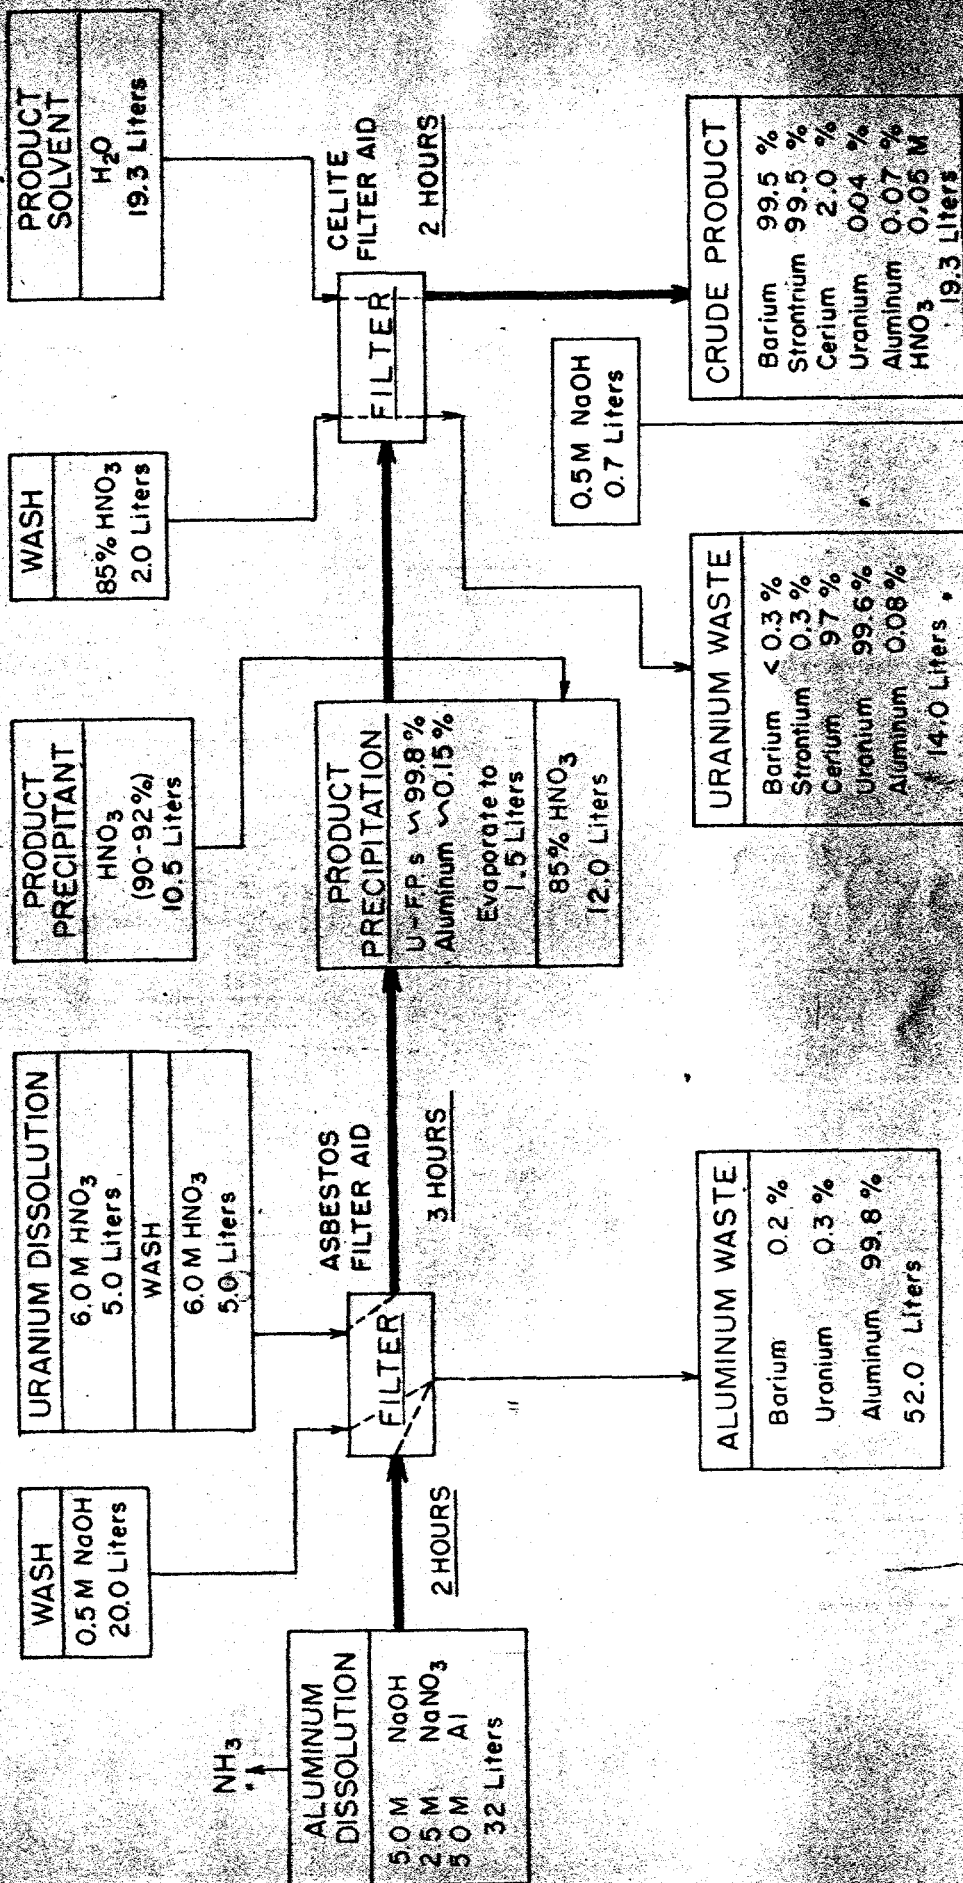 NH3
ALUMINUM
DISSOLUTION
5.0 M NaOH
2.5 M NaNO3
5.0 M Al
32 Liters
WASH
0.5 M NaOH
20.0 Liters
2 HOURS
FILTER
URANIUM DISSOLUTION
6.0 M HNO3
5.0 Liters
WASH
6.0 M HNO3
5.0 Liters
ASBESTOS
FILTER AID
3 HOURS
ALUMINUM WASTE
Barium 0.2 %
Uranium 0.3 %
Aluminum 99.8 %
52.0 Liters
PRODUCT
PRECIPITANT
HNO3
(90-92%)
10.5 Liters
PRODUCT
PRECIPITATION
U-F.P.s ~99.8 %
Aluminum ~0.15 %
Evaporate to
1.5 Liters
85% HNO3
12.0 Liters
WASH
85% HNO3
2.0 Liters
FILTER
CELITE
FILTER AID
2 HOURS
PRODUCT
SOLVENT
H2O
19.3 Liters
URANIUM WASTE
Barium < 0.3 %
Strontium 0.3 %
Cerium 97 %
Uranium 99.6 %
Aluminum 0.08 %
14.0 Liters
0.5 M NaOH
0.7 Liters
CRUDE PRODUCT
Barium 99.5 %
Strontrium 99.5 %
Cerium 2.0 %
Uranium 0.04 %
Aluminum 0.07 %
HNO3 0.05 M
19.3 Liters